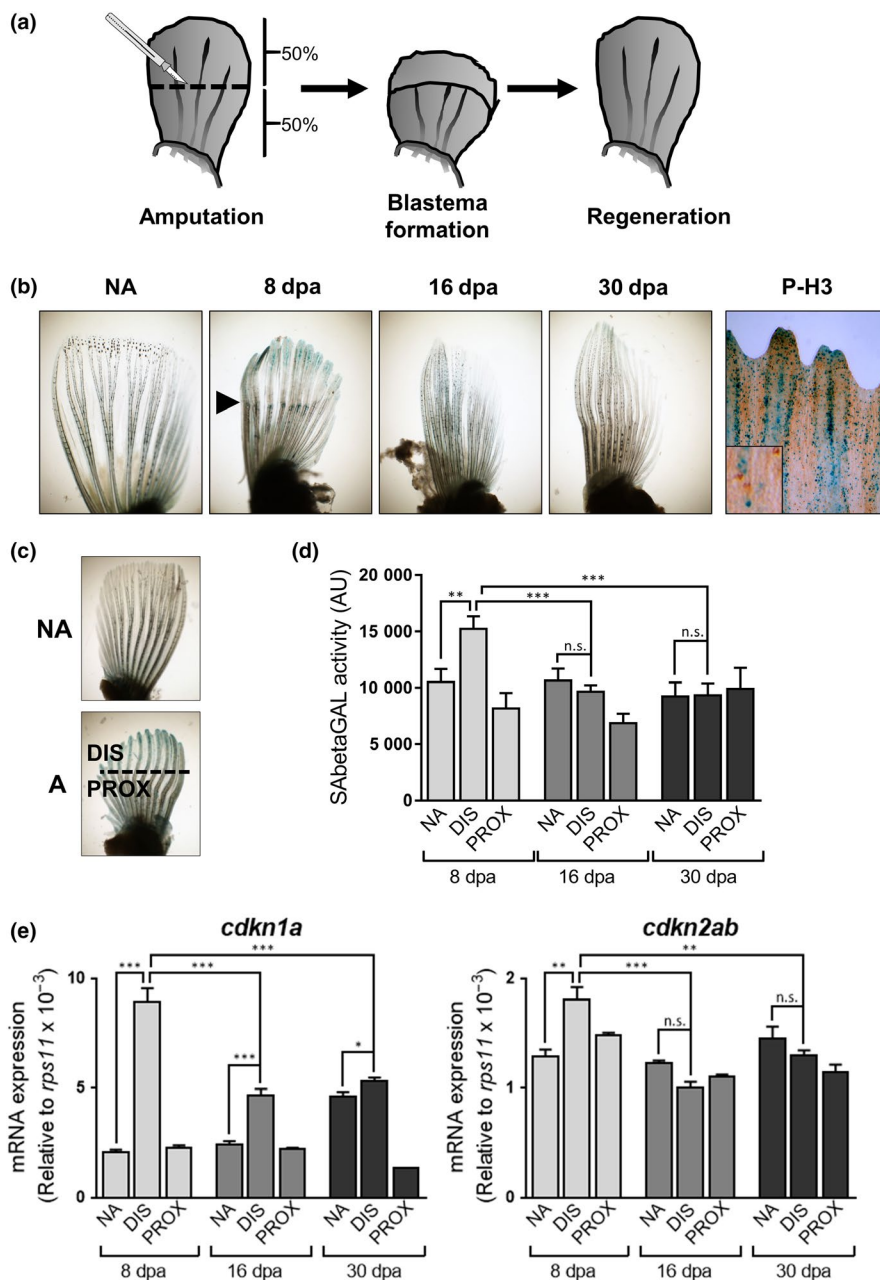 (a)
50%
50%
Amputation
Blastema
formation
Regeneration
(b)
NA
8 dpa
16 dpa
30 dpa
P-H3
(c)
NA
A
DIS
PROX
(d)
SAbetaGAL activity (AU)
20 000
15 000
10 000
5 000
0
**
***
***
n.s.
n.s.
NA
DIS
PROX
NA
DIS
PROX
NA
DIS
PROX
8 dpa
16 dpa
30 dpa
(e)
cdkn1a
mRNA expression
(Relative to rps11 x 10⁻³)
10
5
0
***
***
***
***
*
NA
DIS
PROX
NA
DIS
PROX
NA
DIS
PROX
8 dpa
16 dpa
30 dpa
cdkn2ab
mRNA expression
(Relative to rps11 x 10⁻³)
2
1
0
**
***
**
n.s.
n.s.
NA
DIS
PROX
NA
DIS
PROX
NA
DIS
PROX
8 dpa
16 dpa
30 dpa